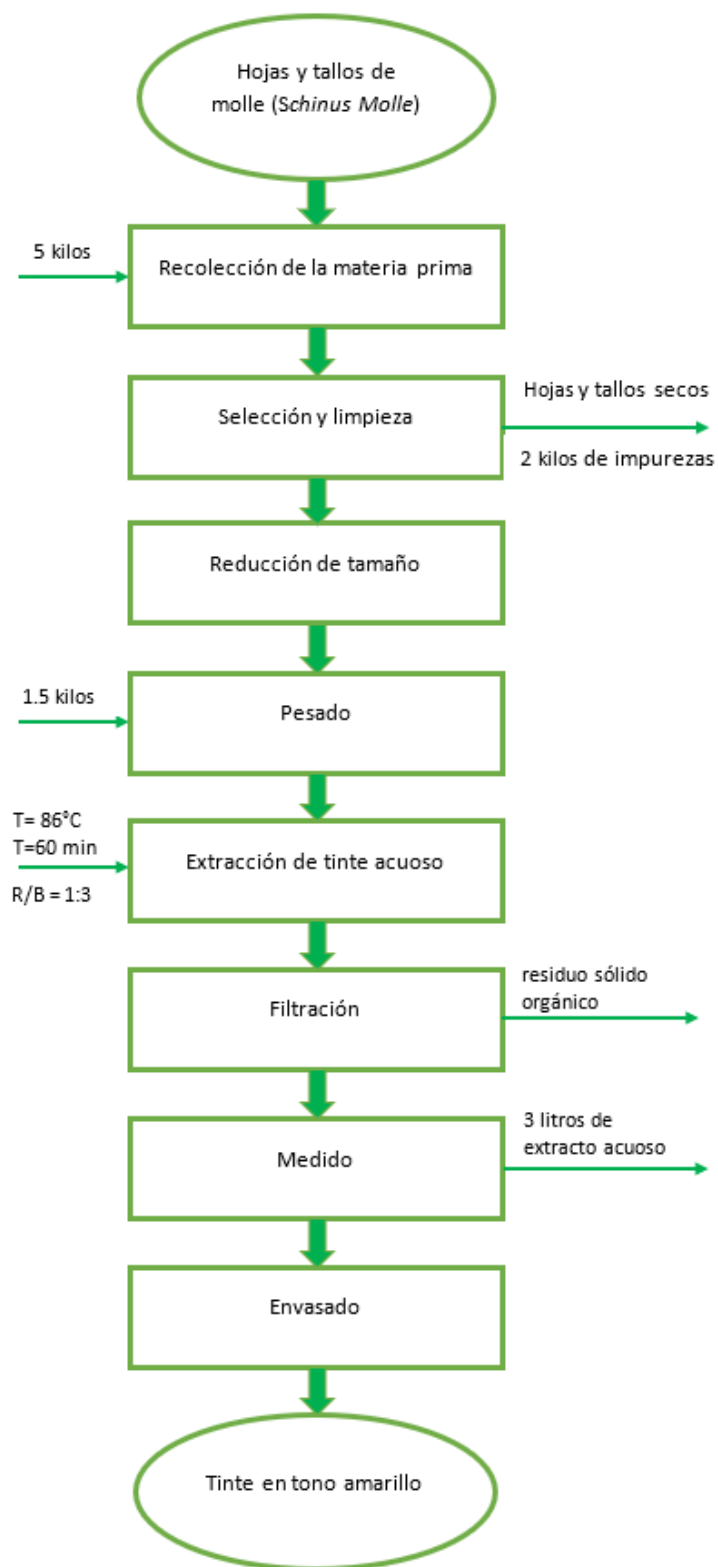 Hojas y tallos de
molle (Schinus Molle)
5 kilos
Recolección de la materia prima
Selección y limpieza
Hojas y tallos secos
2 kilos de impurezas
Reducción de tamaño
1.5 kilos
Pesado
T= 86°C
T=60 min
R/B = 1:3
Extracción de tinte acuoso
Filtración
residuo sólido
orgánico
Medido
3 litros de
extracto acuoso
Envasado
Tinte en tono amarillo